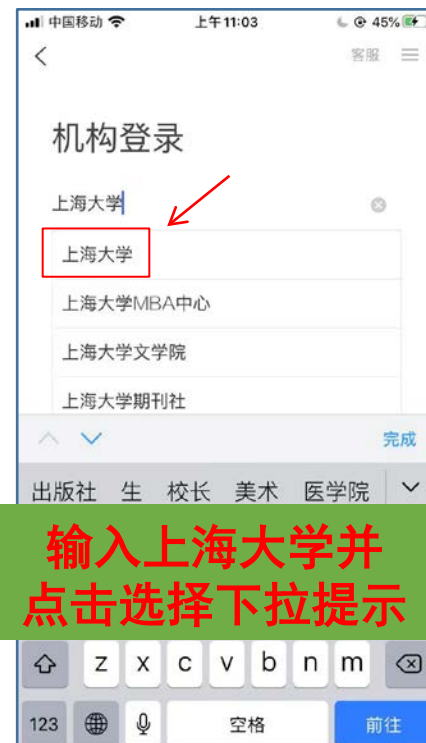 中国移动 上午11:03 45%
客服
机构登录
上海大学
上海大学
上海大学MBA中心
上海大学文学院
上海大学期刊社
完成
出版社 生 校长 美术 医学院
输入上海大学并
点击选择下拉提示
z x c v b n m
123 空格 前往